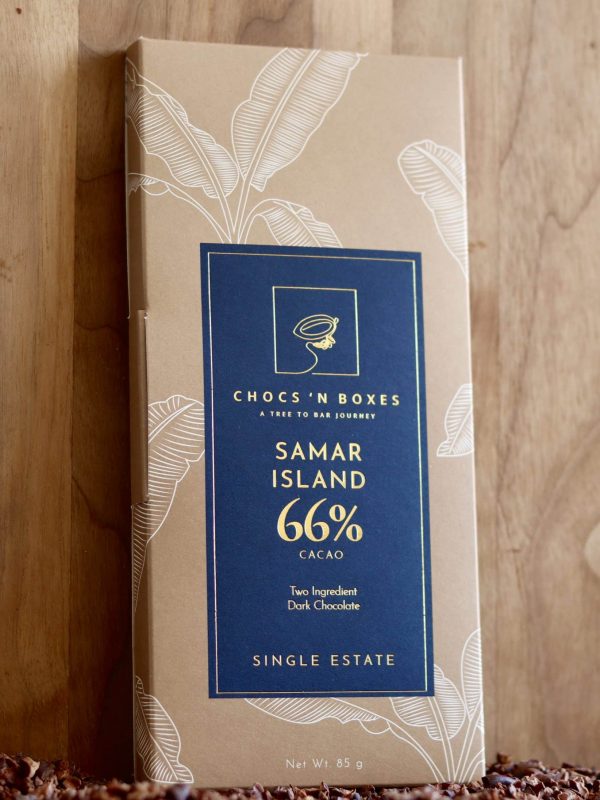 CHOCS 'N BOXES
A TREE TO BAR JOURNEY
SAMAR
ISLAND
66%
CACAO
Two Ingredient
Dark Chocolate
SINGLE ESTATE
Net Wt. 85 g